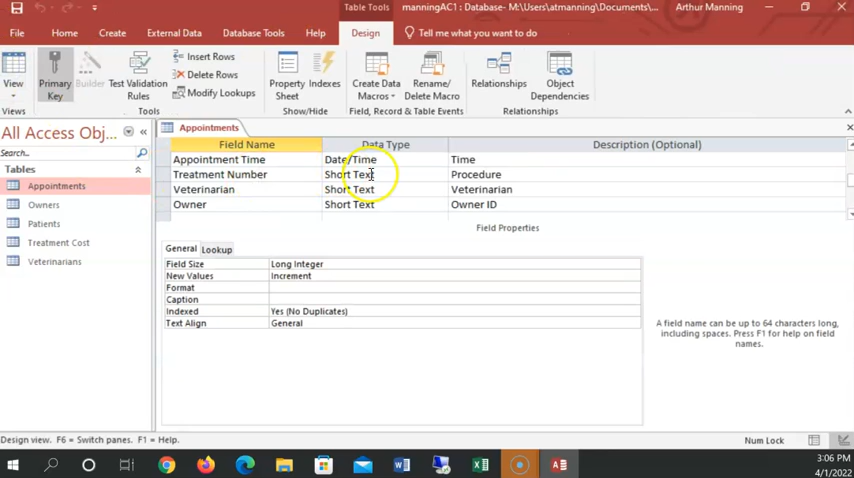 Table Tools
manningAC1 : Database- M:\Users\atmanning\Documents\...
Arthur Manning
File
Home
Create
External Data
Database Tools
Help
Design
Tell me what you want to do
View
Primary Key
Builder
Test Validation Rules
Insert Rows
Delete Rows
Modify Lookups
Property Sheet
Indexes
Create Data Macros
Rename/ Delete Macro
Relationships
Object Dependencies
Views
Tools
Show/Hide
Field, Record & Table Events
Relationships
All Access Obj...
Search...
Tables
Appointments
Owners
Patients
Treatment Cost
Veterinarians
Appointments
Field Name Data Type Description (Optional)
Appointment Time Date/Time Time
Treatment Number Short Text Procedure
Veterinarian Short Text Veterinarian
Owner Short Text Owner ID
Field Properties
General Lookup
Field Size Long Integer
New Values Increment
Format
Caption
Indexed Yes (No Duplicates)
Text Align General
A field name can be up to 64 characters long,
including spaces. Press F1 for help on field
names.
Design view. F6 = Switch panes. F1 = Help.
Num Lock
3:06 PM
4/1/2022